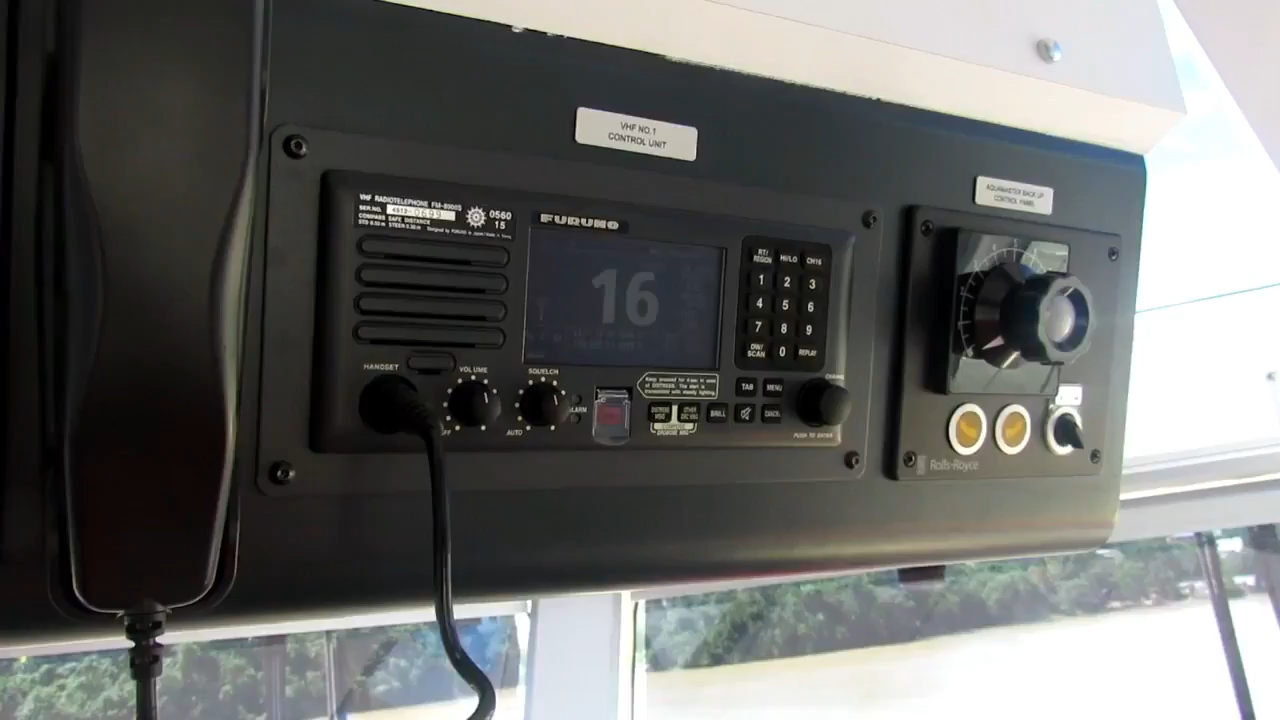 VHF NO.1
CONTROL UNIT
AQUAMASTER BACK UP
CONTROL PANEL
VHF RADIOTELEPHONE FM-8900S
SER.NO.
COMPASS SAFE DISTANCE
0560
15
FURUNO
16
RT/
REGION
HI/LO
CH16
1
2
3
4
5
6
7
8
9
DW/
SCAN
0
REPLAY
HANDSET
VOLUME
SQUELCH
AUTO
ALARM
TAB
MENU
DISTRESS
MSG
OTHER
DSC MSG
BRILL
CANCEL
CHANNEL
PUSH TO ENTER
Rolls-Royce